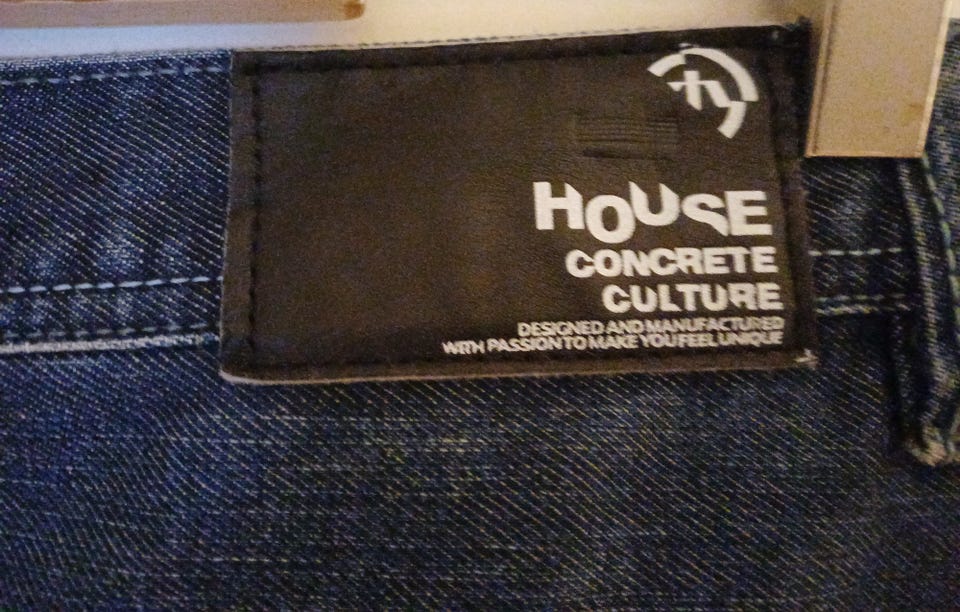 HOUSE
CONCRETE
CULTURE
DESIGNED AND MANUFACTURED
WITH PASSION TO MAKE YOU FEEL UNIQUE